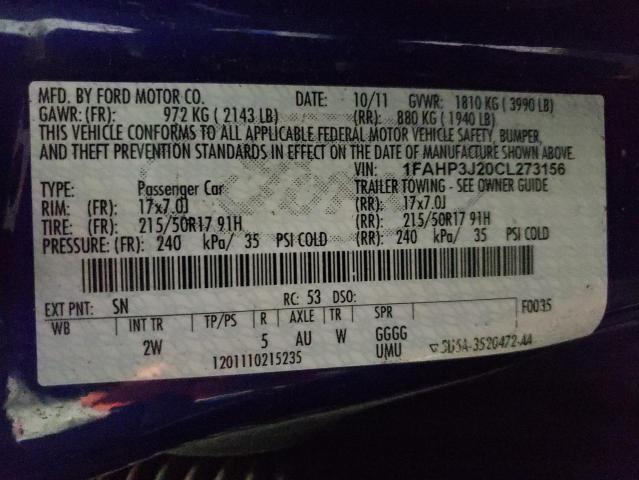 MFD. BY FORD MOTOR CO. DATE: 10/11 GVWR: 1810 KG ( 3990 LB)
GAWR: (FR): 972 KG ( 2143 LB) (RR): 880 KG ( 1940 LB)
THIS VEHICLE CONFORMS TO ALL APPLICABLE FEDERAL MOTOR VEHICLE SAFETY, BUMPER,
AND THEFT PREVENTION STANDARDS IN EFFECT ON THE DATE OF MANUFACTURE SHOWN ABOVE.
VIN: 1FAHP3J20CL273156
TYPE: Passenger Car TRAILER TOWING - SEE OWNER GUIDE
RIM: (FR): 17x7.0J (RR): 17x7.0J
TIRE: (FR): 215/50R17 91H (RR): 215/50R17 91H
PRESSURE: (FR): 240 kPa/ 35 PSI COLD (RR): 240 kPa/ 35 PSI COLD
EXT PNT: SN RC: 53 DSO: F0035
WB INT TR TP/PS R AXLE TR SPR
2W 5 AU W GGGG
1201110215235 UMU